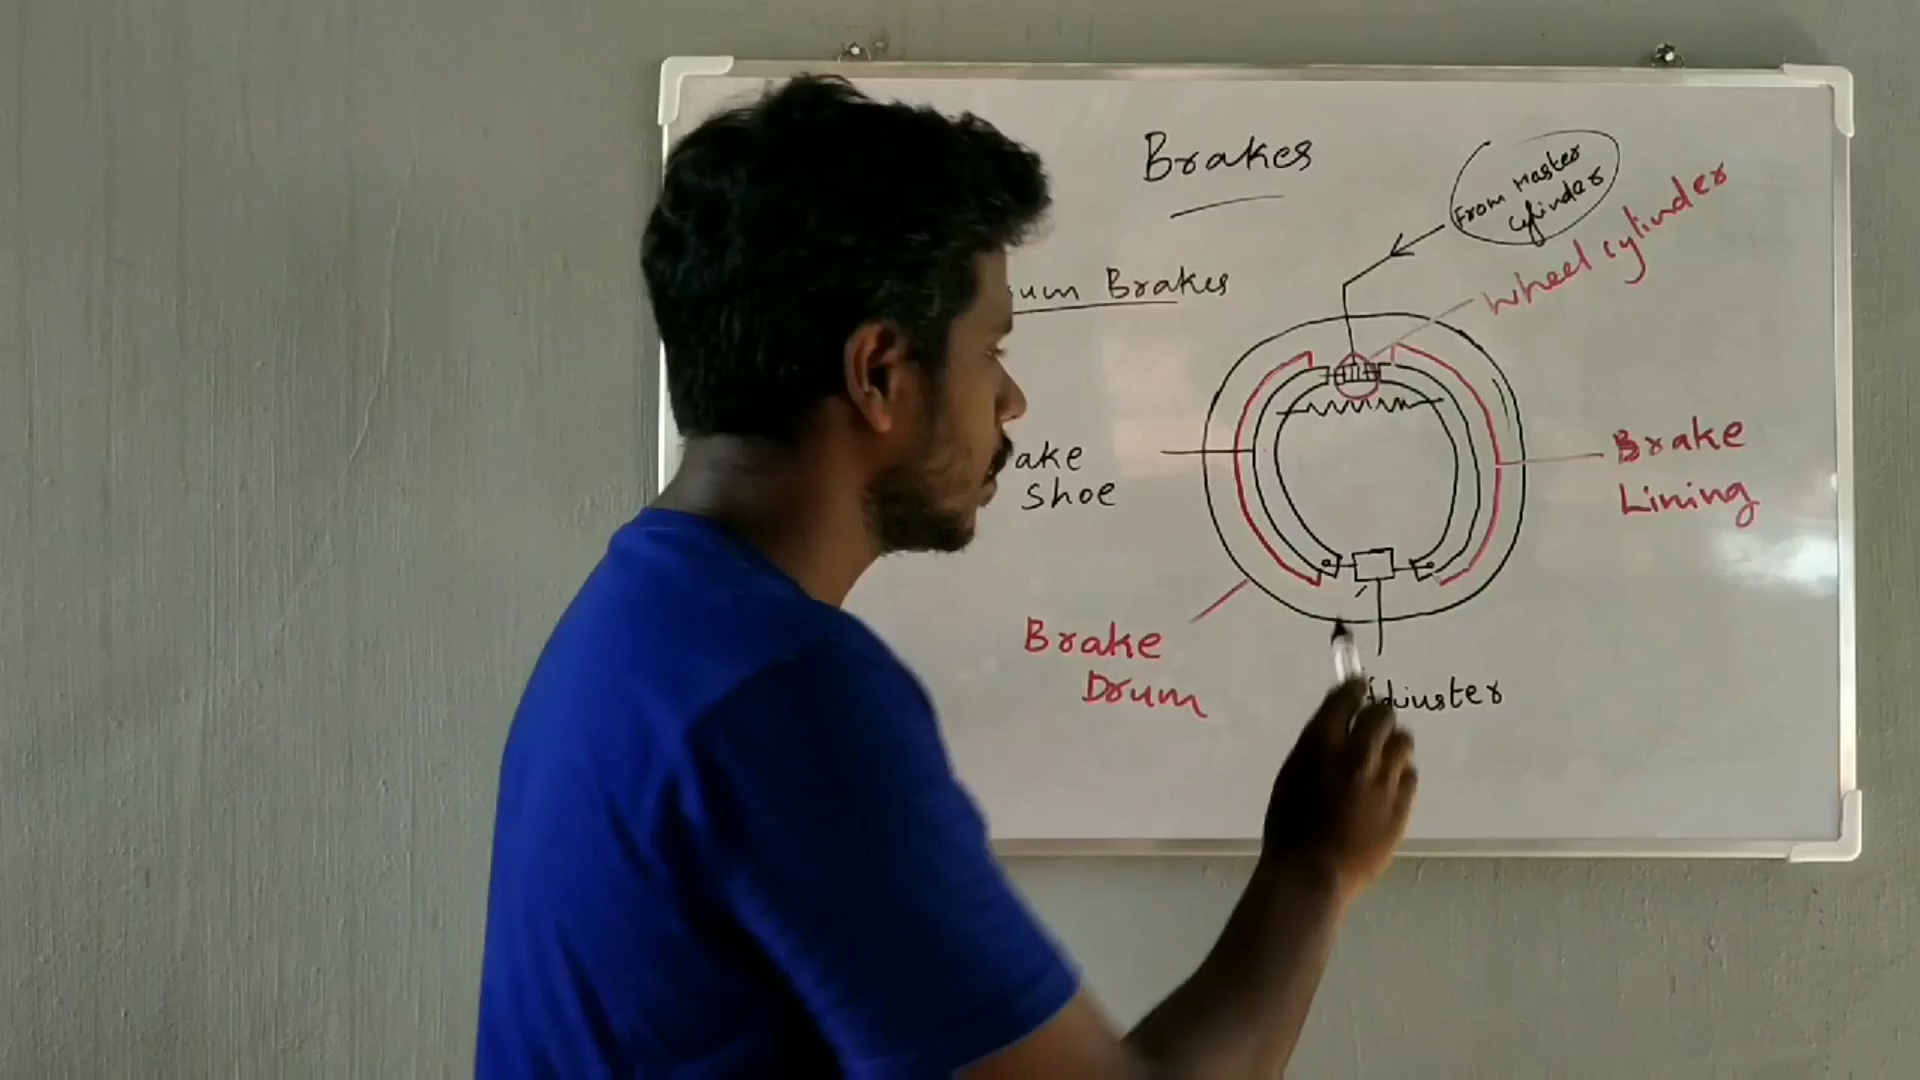 Brakes
From Master
cylinder
wheel cylinder
um Brakes
ake
Shoe
Brake
Lining
Brake
Drum
djuster